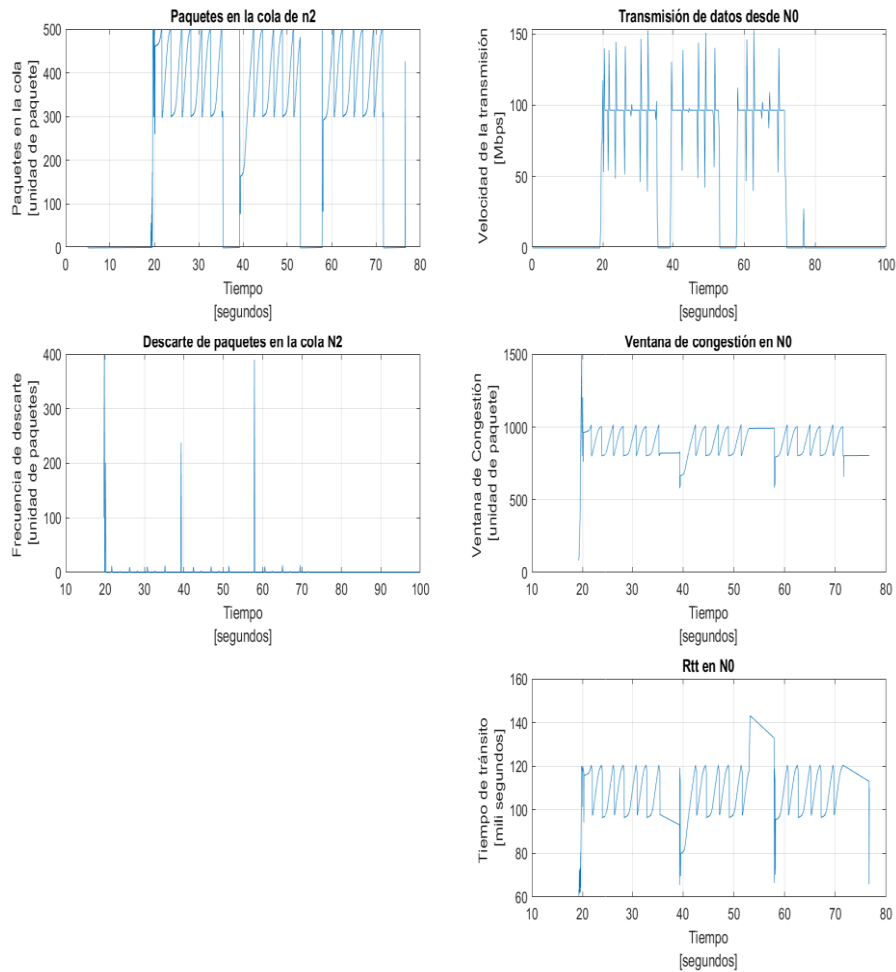 Paquetes en la cola de n2
500
400
300
200
100
0
Paquetes en la cola
[unidad de paquete]
0 10 20 30 40 50 60 70 80
Tiempo
[segundos]
Transmisión de datos desde N0
150
100
50
0
Velocidad de la transmisión
[Mbps]
0 20 40 60 80 100
Tiempo
[segundos]
Descarte de paquetes en la cola N2
400
300
200
100
0
Frecuencia de descarte
[unidad de paquetes]
10 20 30 40 50 60 70 80 90 100
Tiempo
[segundos]
Ventana de congestión en N0
1500
1000
500
0
Ventana de Congestión
[unidad de paquete]
10 20 30 40 50 60 70 80
Tiempo
[segundos]
Rtt en N0
160
140
120
100
80
60
Tiempo de tránsito
[mili segundos]
10 20 30 40 50 60 70 80
Tiempo
[segundos]